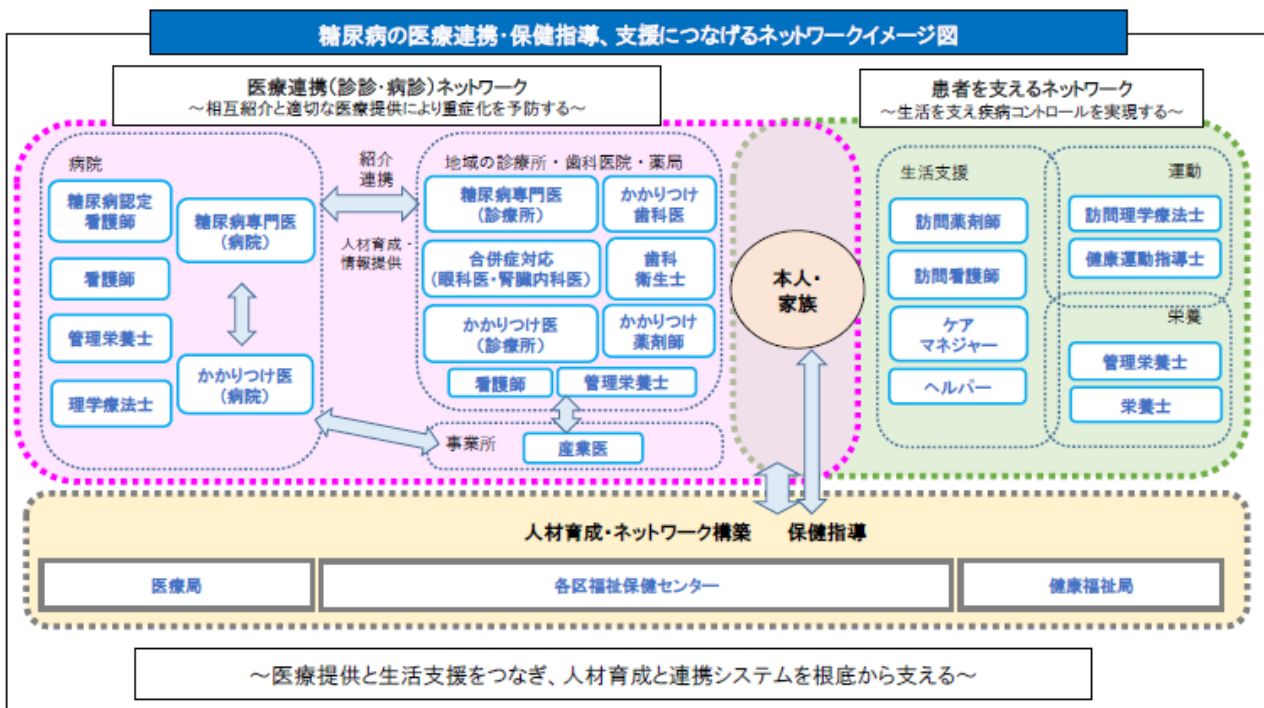 糖尿病の医療連携・保健指導、支援につなげるネットワークイメージ図
医療連携(診診・病診)ネットワーク
～相互紹介と適切な医療提供により重症化を予防する～
患者を支えるネットワーク
～生活を支え疾病コントロールを実現する～
病院
糖尿病認定
看護師
看護師
管理栄養士
理学療法士
糖尿病専門医
(病院)
かかりつけ医
(病院)
紹介
連携
人材育成・
情報提供
地域の診療所・歯科医院・薬局
糖尿病専門医
(診療所)
かかりつけ
歯科医
合併症対応
(眼科医・腎臓内科医)
歯科
衛生士
かかりつけ医
(診療所)
かかりつけ
薬剤師
看護師
管理栄養士
事業所
産業医
本人・
家族
生活支援
訪問薬剤師
訪問看護師
ケア
マネジャー
ヘルパー
運動
訪問理学療法士
健康運動指導士
栄養
管理栄養士
栄養士
人材育成・ネットワーク構築
保健指導
医療局
各区福祉保健センター
健康福祉局
～医療提供と生活支援をつなぎ、人材育成と連携システムを根底から支える～